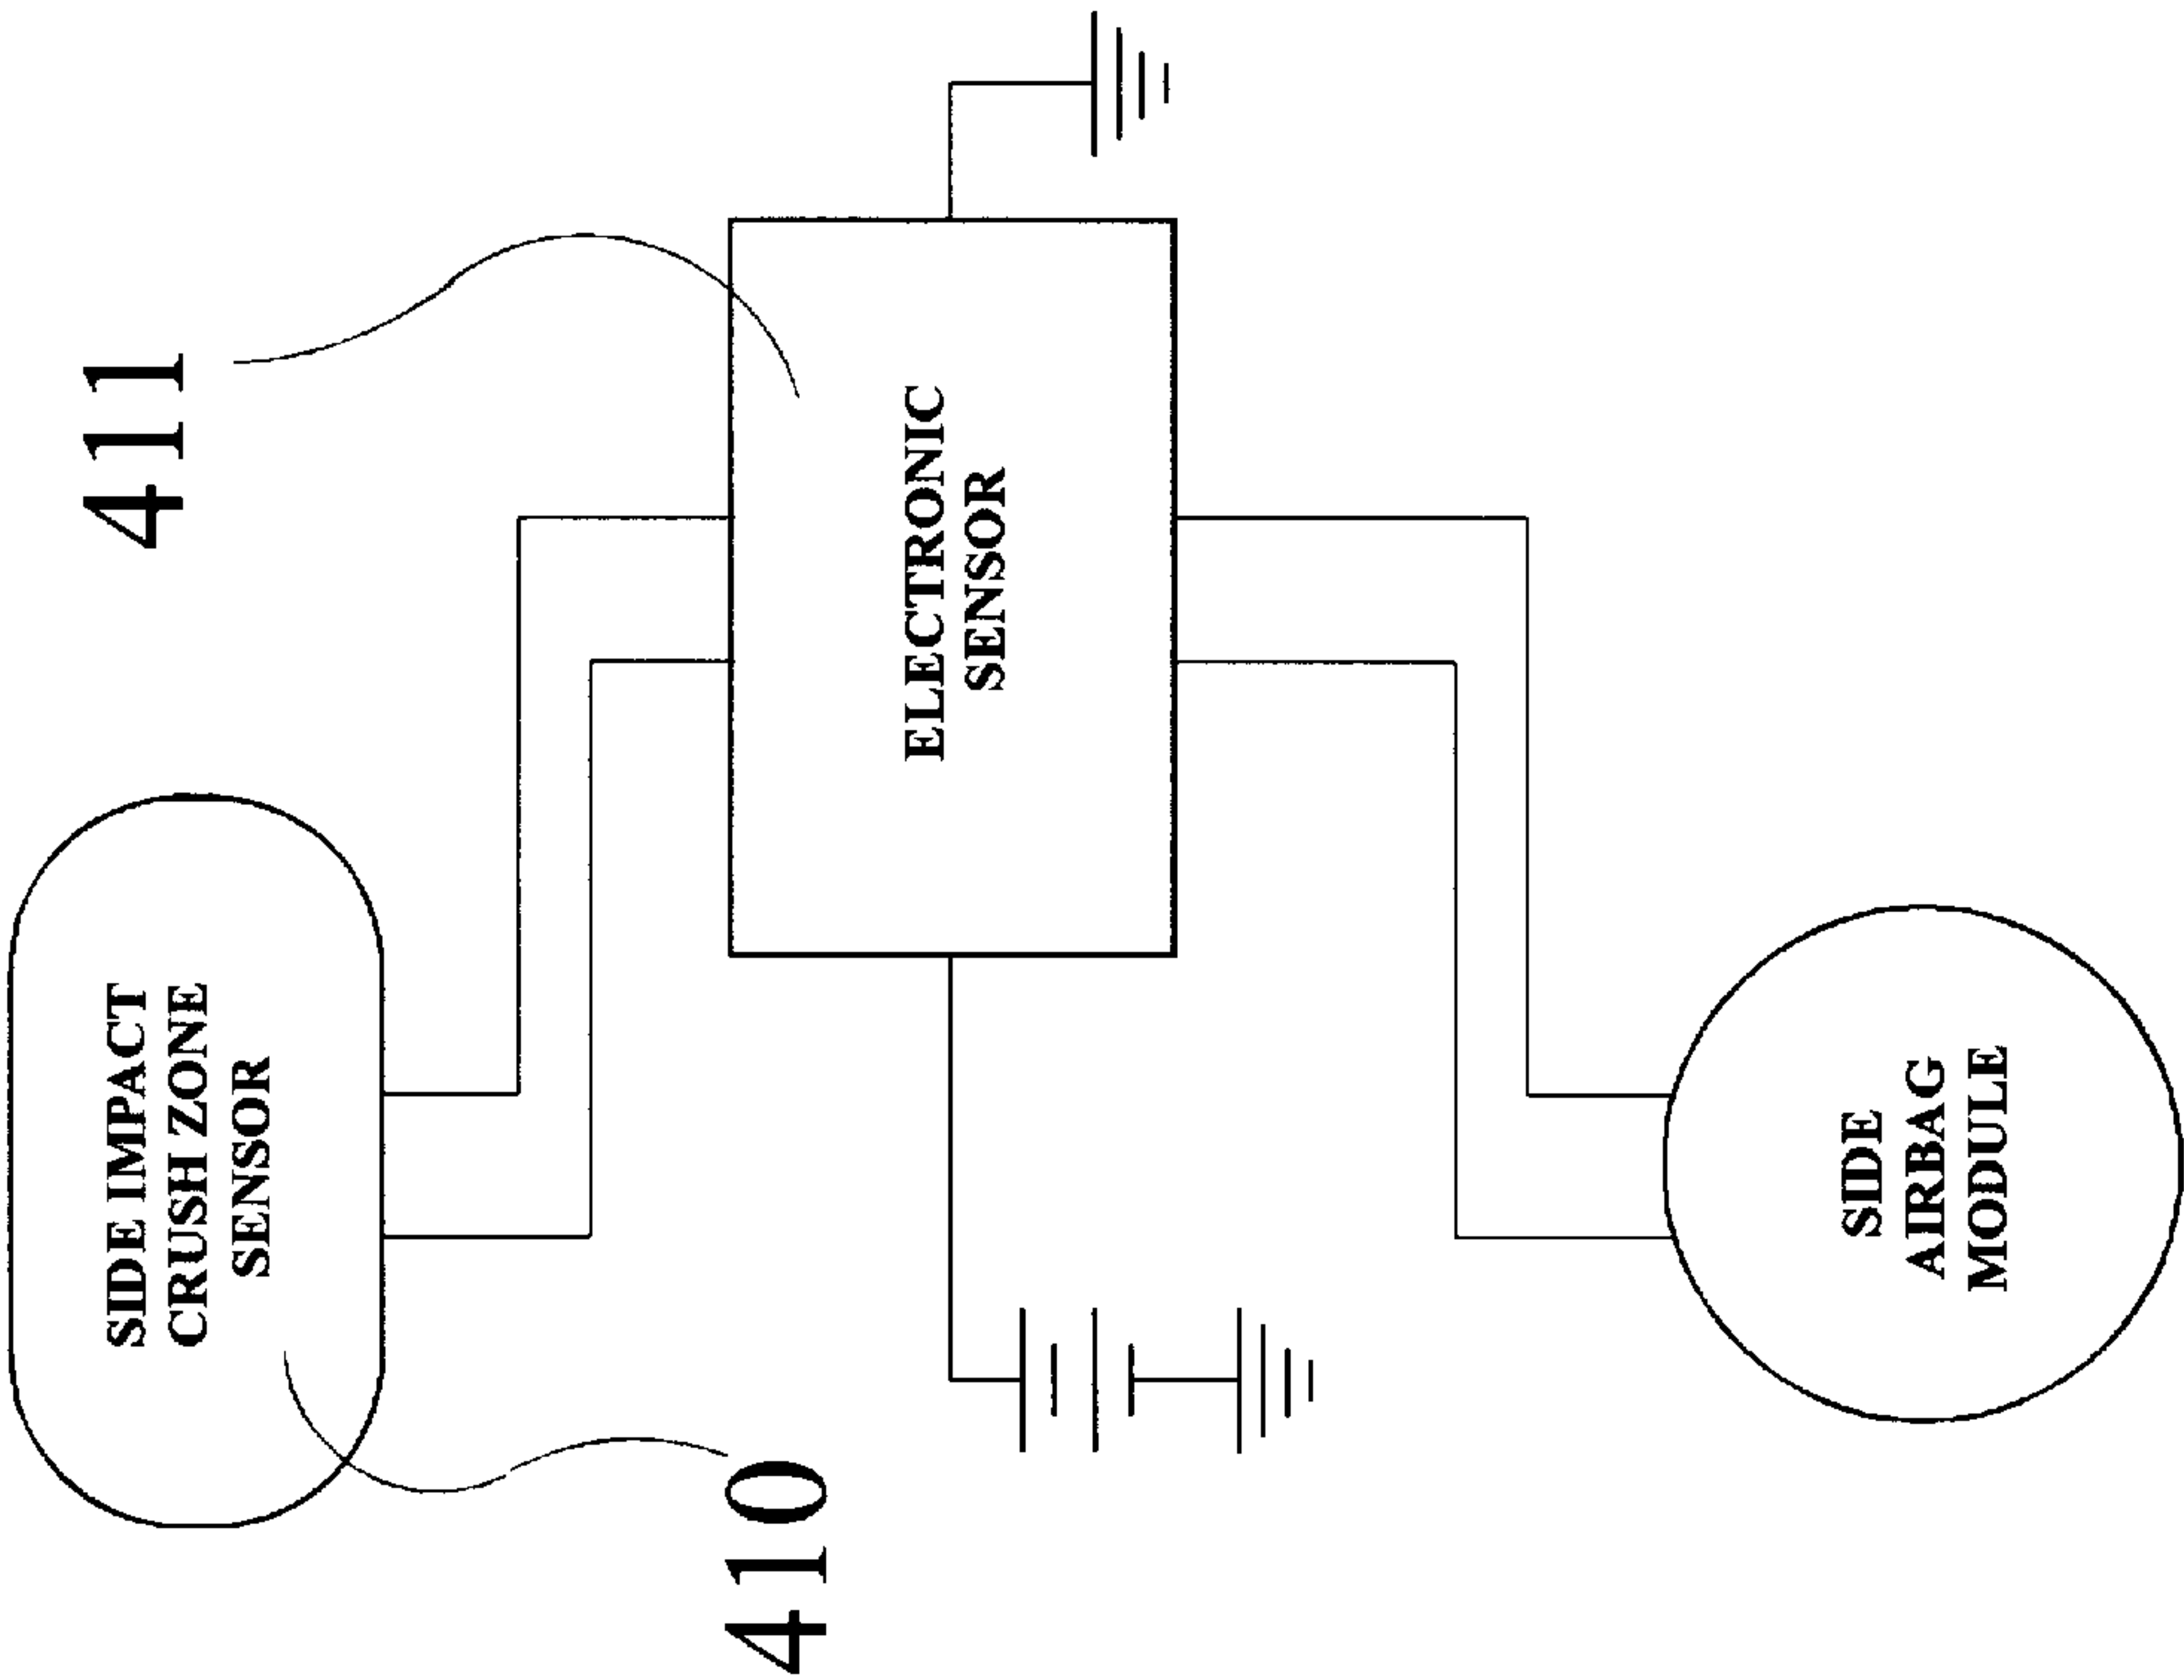 411
ELECTRONIC
SENSOR
SIDE IMPACT
CRUSH ZONE
SENSOR
410
SIDE
AIRBAG
MODULE